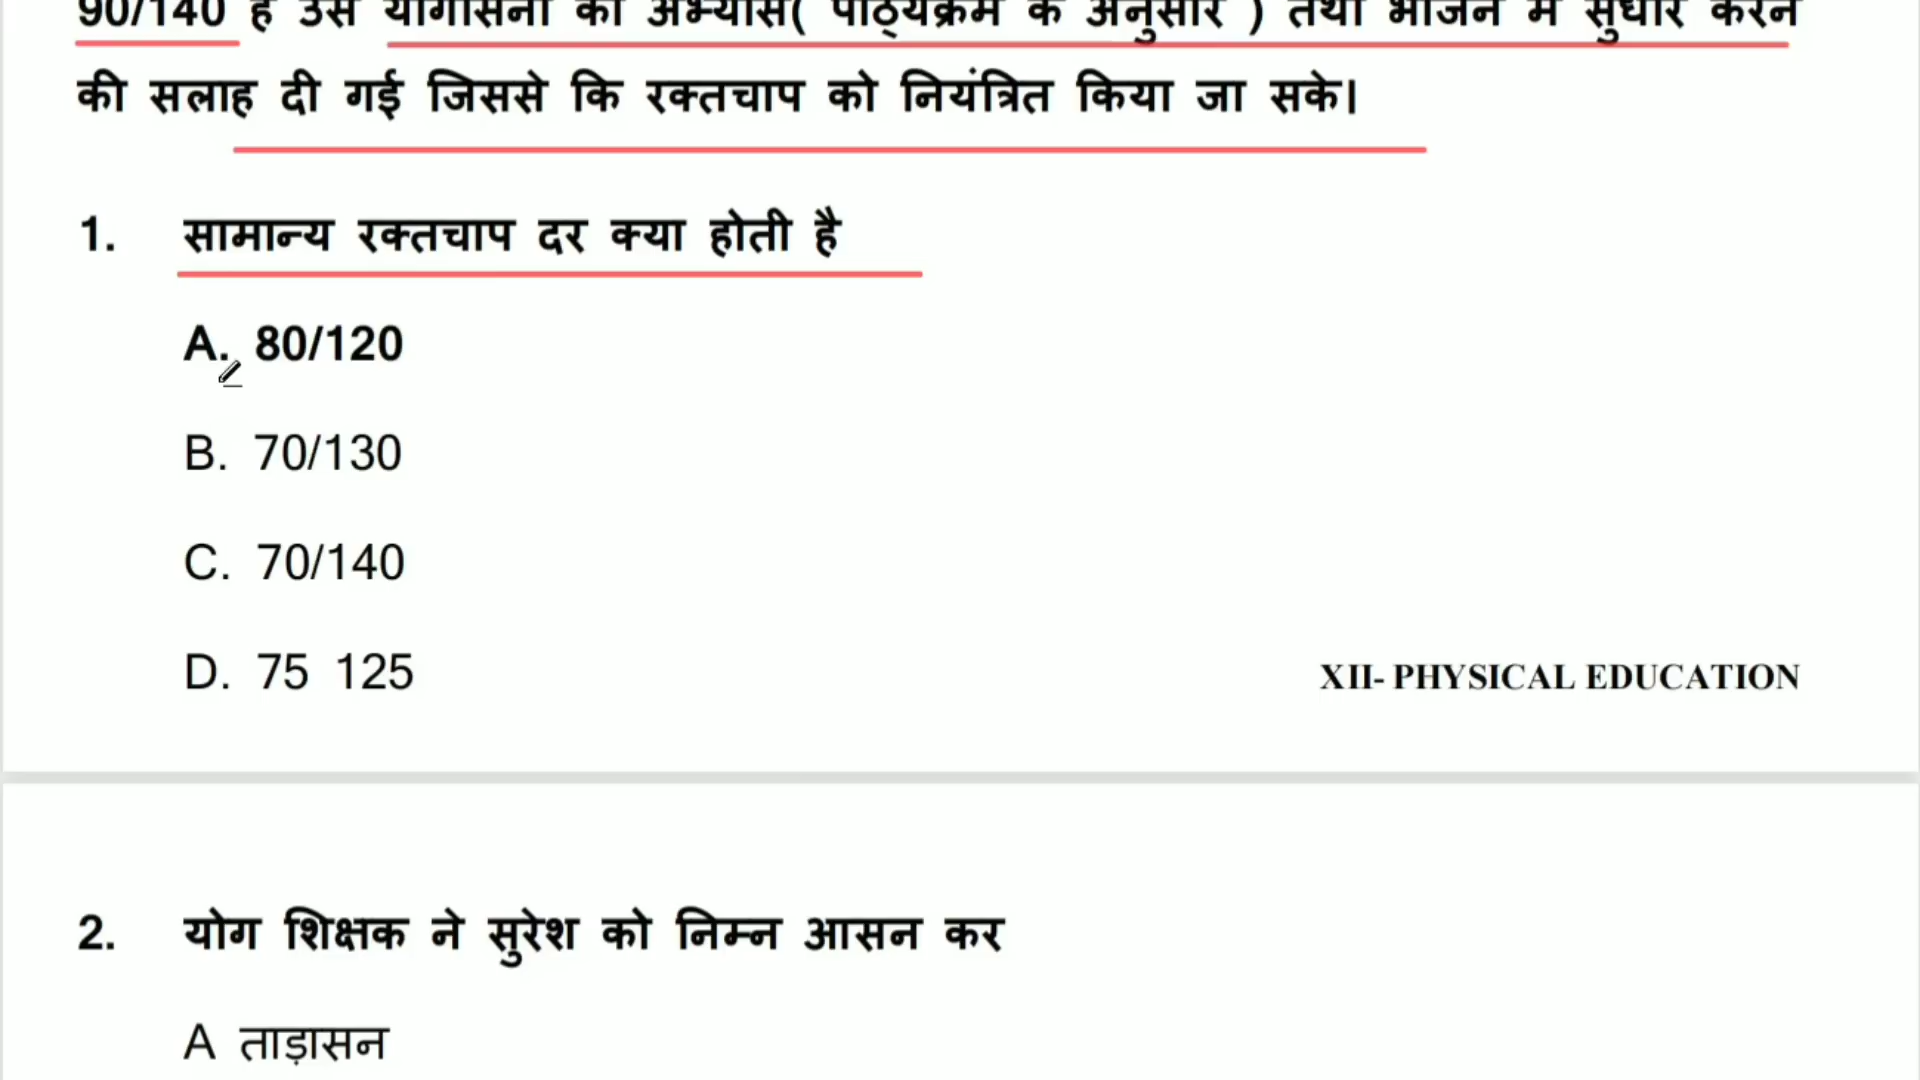 90/140 है उसे योगासनों का अभ्यास( पाठ्यक्रम के अनुसार ) तथा भोजन में सुधार करने
की सलाह दी गई जिससे कि रक्तचाप को नियंत्रित किया जा सके।
1. सामान्य रक्तचाप दर क्या होती है
A. 80/120
B. 70/130
C. 70/140
D. 75 125
XII- PHYSICAL EDUCATION
2. योग शिक्षक ने सुरेश को निम्न आसन कर
A ताड़ासन